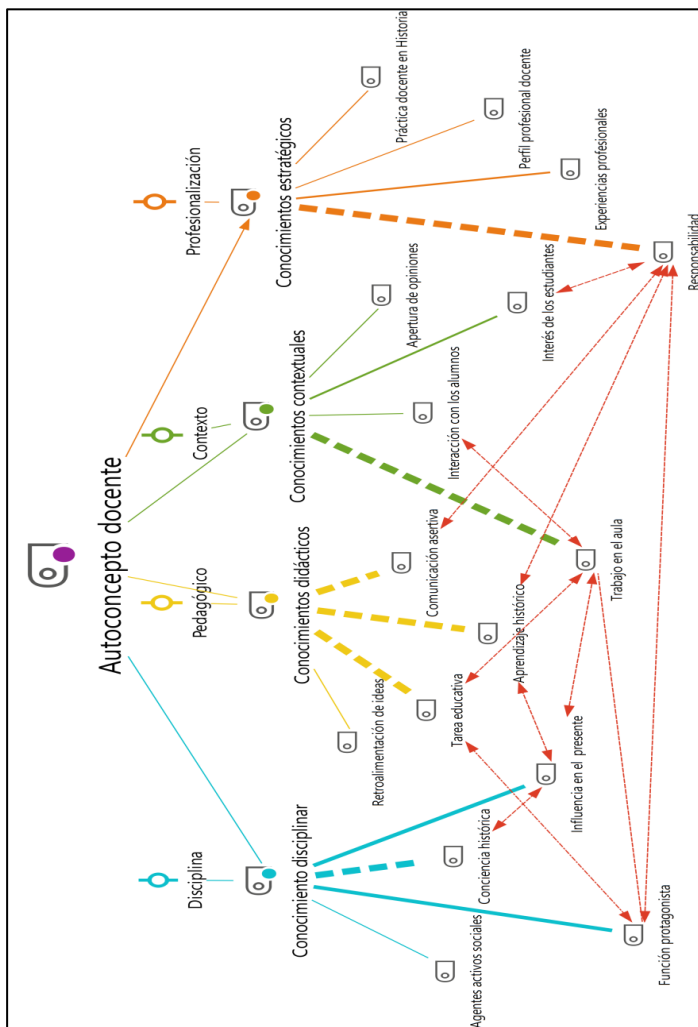 Autoconcepto docente
Disciplina
Pedagógico
Contexto
Profesionalización
Conocimiento disciplinar
Conocimientos didácticos
Conocimientos contextuales
Conocimientos estratégicos
Agentes activos sociales
Función protagonista
Conciencia histórica
Influencia en el presente
Retroalimentación de ideas
Tarea educativa
Aprendizaje histórico
Comunicación asertiva
Trabajo en el aula
Interacción con los alumnos
Interés de los estudiantes
Apertura de opiniones
Responsabilidad
Experiencias profesionales
Perfil profesional docente
Práctica docente en Historia